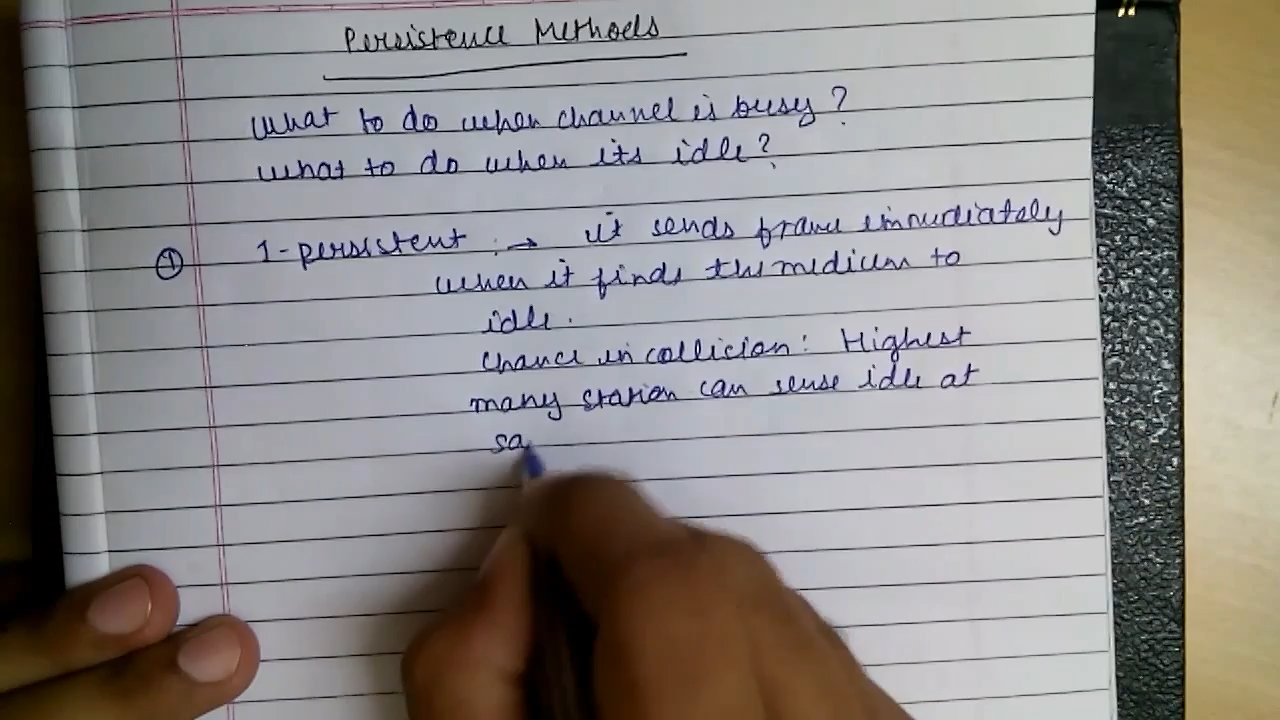 Persistence Methods
What to do when channel is busy?
What to do when its idle?
① 1-persistent : → it sends frame immediately
when it finds the medium to
idle.
Chance in collision: Highest
many station can sense idle at
sa